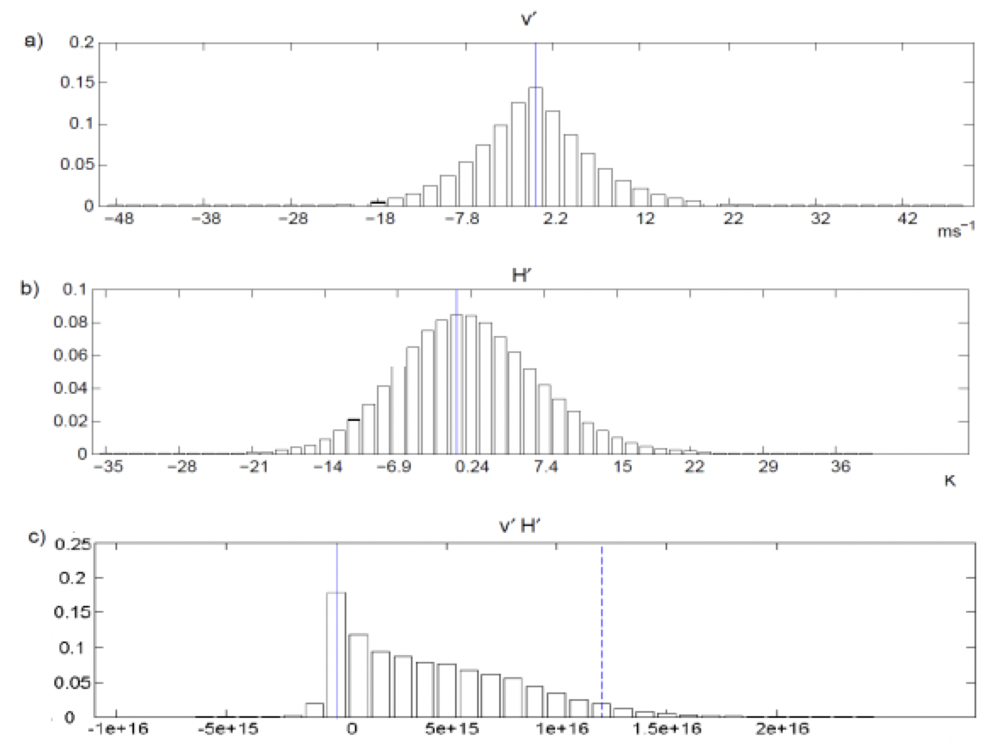 v′
a)
0.2
0.15
0.1
0.05
0
−48 −38 −28 −18 −7.8 2.2 12 22 32 42
ms⁻¹
H′
b)
0.1
0.08
0.06
0.04
0.02
0
−35 −28 −21 −14 −6.9 0.24 7.4 15 22 29 36
K
v′ H′
c)
0.25
0.2
0.15
0.1
0.05
0
-1e+16 -5e+15 0 5e+15 1e+16 1.5e+16 2e+16